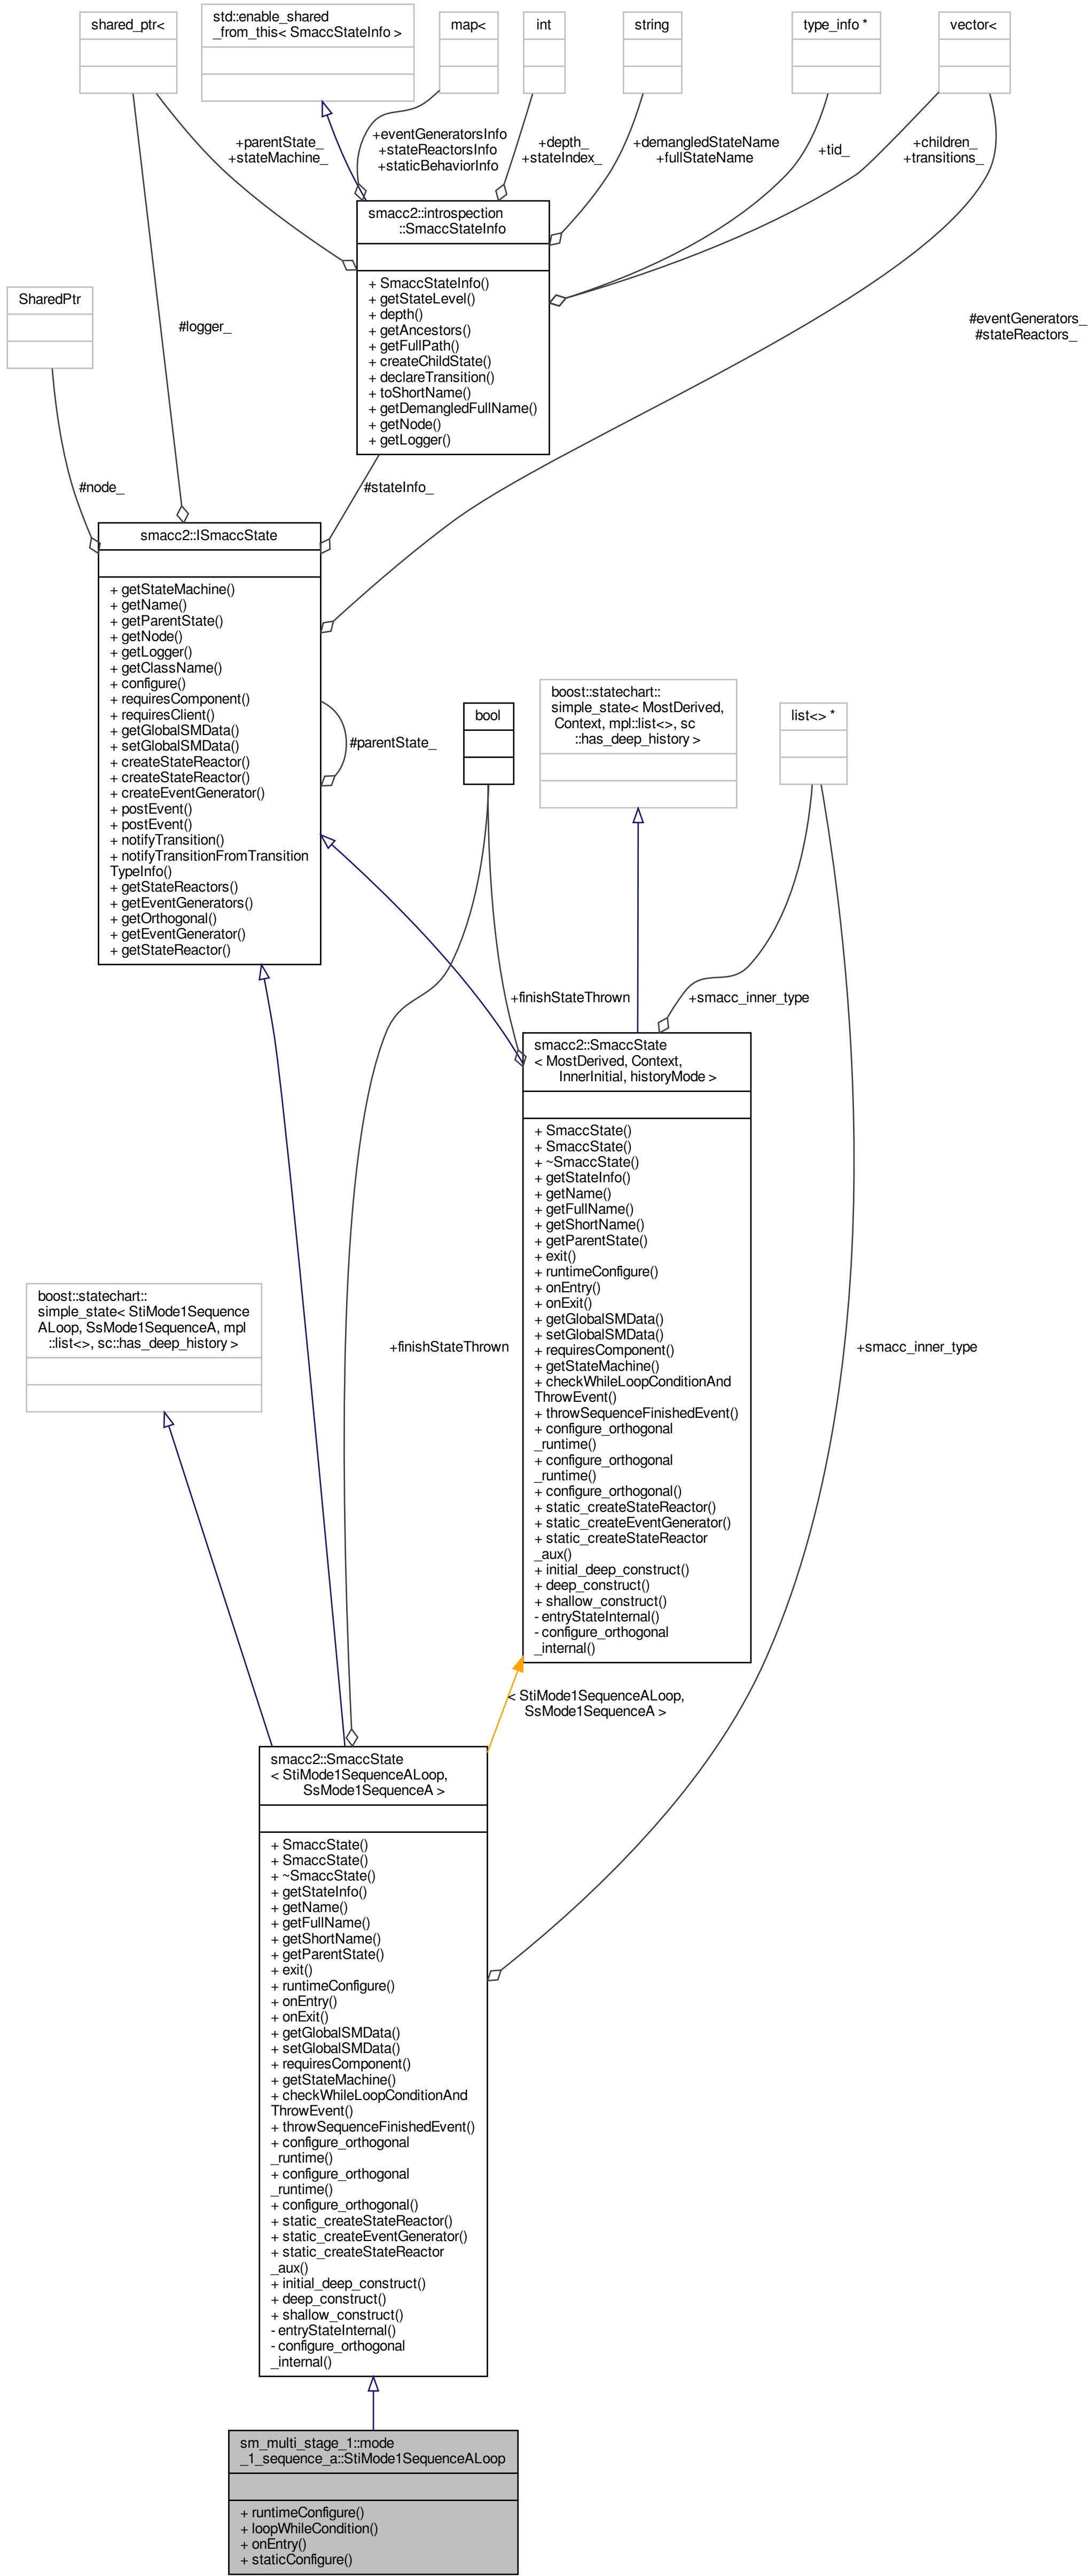 shared_ptr<
std::enable_shared
_from_this< SmaccStateInfo >
map<
int
string
type_info *
vector<
+parentState_
+stateMachine_
+eventGeneratorsInfo
+stateReactorsInfo
+staticBehaviorInfo
+depth_
+stateIndex_
+demangledStateName
+fullStateName
+tid_
+children_
+transitions_
smacc2::introspection
::SmaccStateInfo
+ SmaccStateInfo()
+ getStateLevel()
+ depth()
+ getAncestors()
+ getFullPath()
+ createChildState()
+ declareTransition()
+ toShortName()
+ getDemangledFullName()
+ getNode()
+ getLogger()
SharedPtr
#logger_
#eventGenerators_
#stateReactors_
#node_
#stateInfo_
smacc2::ISmaccState
+ getStateMachine()
+ getName()
+ getParentState()
+ getNode()
+ getLogger()
+ getClassName()
+ configure()
+ requiresComponent()
+ requiresClient()
+ getGlobalSMData()
+ setGlobalSMData()
+ createStateReactor()
+ createStateReactor()
+ createEventGenerator()
+ postEvent()
+ postEvent()
+ notifyTransition()
+ notifyTransitionFromTransition
TypeInfo()
+ getStateReactors()
+ getEventGenerators()
+ getOrthogonal()
+ getEventGenerator()
+ getStateReactor()
#parentState_
bool
boost::statechart::
simple_state< MostDerived,
Context, mpl::list<>, sc
::has_deep_history >
list<> *
+finishStateThrown
+smacc_inner_type
smacc2::SmaccState
< MostDerived, Context,
InnerInitial, historyMode >
+ SmaccState()
+ SmaccState()
+ ~SmaccState()
+ getStateInfo()
+ getName()
+ getFullName()
+ getShortName()
+ getParentState()
+ exit()
+ runtimeConfigure()
+ onEntry()
+ onExit()
+ getGlobalSMData()
+ setGlobalSMData()
+ requiresComponent()
+ getStateMachine()
+ checkWhileLoopConditionAnd
ThrowEvent()
+ throwSequenceFinishedEvent()
+ configure_orthogonal
_runtime()
+ configure_orthogonal
_runtime()
+ configure_orthogonal()
+ static_createStateReactor()
+ static_createEventGenerator()
+ static_createStateReactor
_aux()
+ initial_deep_construct()
+ deep_construct()
+ shallow_construct()
- entryStateInternal()
- configure_orthogonal
_internal()
boost::statechart::
simple_state< StiMode1Sequence
ALoop, SsMode1SequenceA, mpl
::list<>, sc::has_deep_history >
+finishStateThrown
+smacc_inner_type
< StiMode1SequenceALoop,
SsMode1SequenceA >
smacc2::SmaccState
< StiMode1SequenceALoop,
SsMode1SequenceA >
+ SmaccState()
+ SmaccState()
+ ~SmaccState()
+ getStateInfo()
+ getName()
+ getFullName()
+ getShortName()
+ getParentState()
+ exit()
+ runtimeConfigure()
+ onEntry()
+ onExit()
+ getGlobalSMData()
+ setGlobalSMData()
+ requiresComponent()
+ getStateMachine()
+ checkWhileLoopConditionAnd
ThrowEvent()
+ throwSequenceFinishedEvent()
+ configure_orthogonal
_runtime()
+ configure_orthogonal
_runtime()
+ configure_orthogonal()
+ static_createStateReactor()
+ static_createEventGenerator()
+ static_createStateReactor
_aux()
+ initial_deep_construct()
+ deep_construct()
+ shallow_construct()
- entryStateInternal()
- configure_orthogonal
_internal()
sm_multi_stage_1::mode
_1_sequence_a::StiMode1SequenceALoop
+ runtimeConfigure()
+ loopWhileCondition()
+ onEntry()
+ staticConfigure()